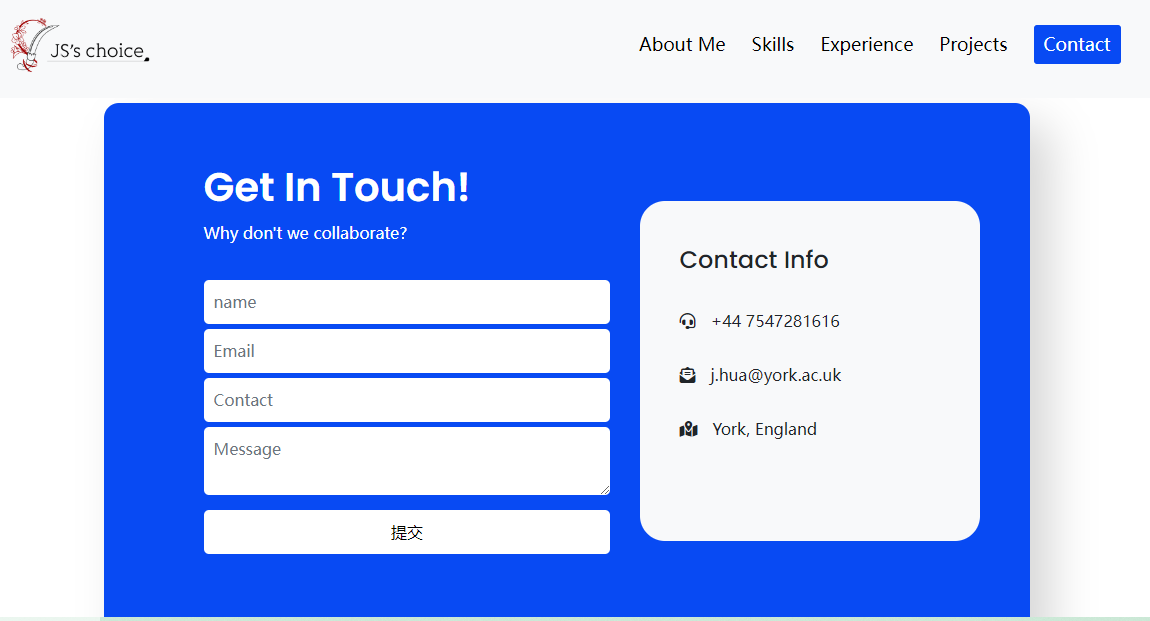 JS's choice
About Me
Skills
Experience
Projects
Contact
Get In Touch!
Why don't we collaborate?
name
Email
Contact
Message
提交
Contact Info
+44 7547281616
j.hua@york.ac.uk
York, England